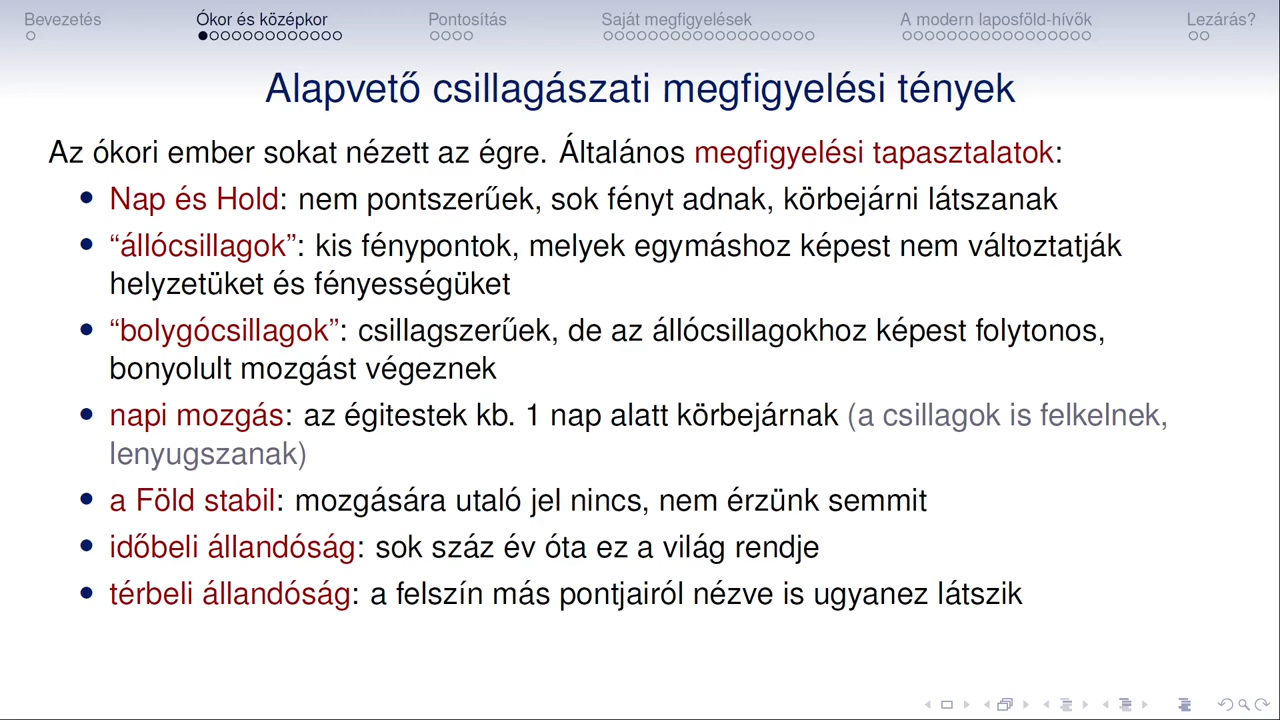 Bevezetés Ókor és középkor Pontosítás Saját megfigyelések A modern laposföld-hívők Lezárás?
Alapvető csillagászati megfigyelési tények
Az ókori ember sokat nézett az égre. Általános megfigyelési tapasztalatok:
Nap és Hold: nem pontszerűek, sok fényt adnak, körbejárni látszanak
“állócsillagok”: kis fénypontok, melyek egymáshoz képest nem változtatják
helyzetüket és fényességüket
“bolygócsillagok”: csillagszerűek, de az állócsillagokhoz képest folytonos,
bonyolult mozgást végeznek
napi mozgás: az égitestek kb. 1 nap alatt körbejárnak (a csillagok is felkelnek,
lenyugszanak)
a Föld stabil: mozgására utaló jel nincs, nem érzünk semmit
időbeli állandóság: sok száz év óta ez a világ rendje
térbeli állandóság: a felszín más pontjairól nézve is ugyanez látszik